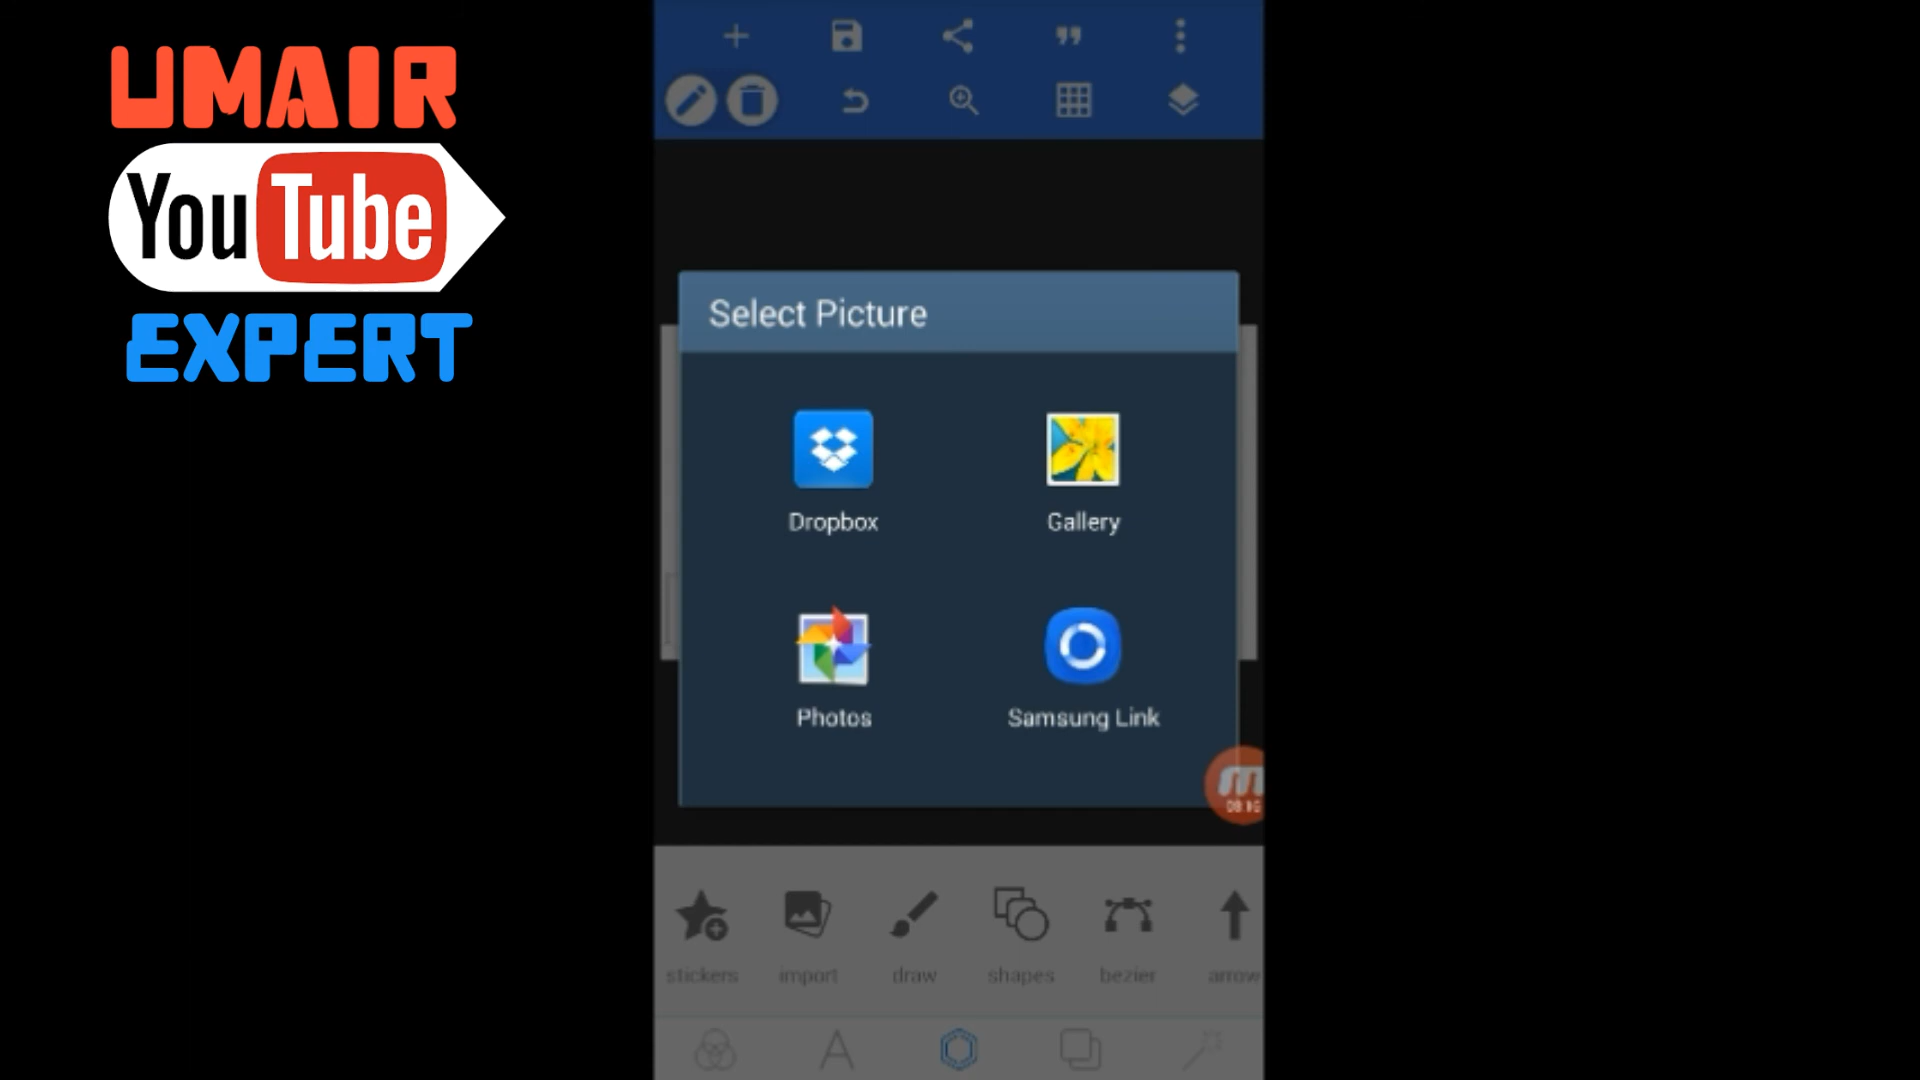 UMAIR
YouTube
EXPERT
Select Picture
Dropbox
Gallery
Photos
Samsung Link
stickers
import
draw
shapes
bezier
arrow